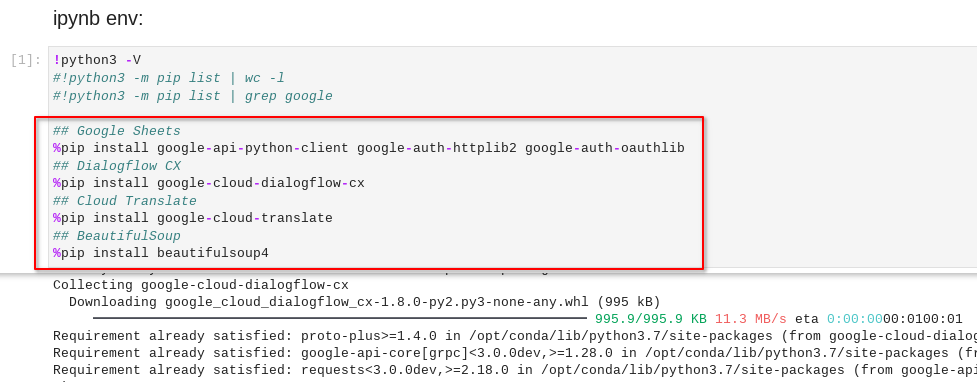 ipynb env:
[1]:
!python3 -V
#!python3 -m pip list | wc -l
#!python3 -m pip list | grep google
## Google Sheets
%pip install google-api-python-client google-auth-httplib2 google-auth-oauthlib
## Dialogflow CX
%pip install google-cloud-dialogflow-cx
## Cloud Translate
%pip install google-cloud-translate
## BeautifulSoup
%pip install beautifulsoup4
Collecting google-cloud-dialogflow-cx
Downloading google_cloud_dialogflow_cx-1.8.0-py2.py3-none-any.whl (995 kB)
995.9/995.9 KB 11.3 MB/s eta 0:00:0000:0100:01
Requirement already satisfied: proto-plus>=1.4.0 in /opt/conda/lib/python3.7/site-packages (from google-cloud-dialog
Requirement already satisfied: google-api-core[grpc]<3.0.0dev,>=1.28.0 in /opt/conda/lib/python3.7/site-packages (fr
Requirement already satisfied: requests<3.0.0dev,>=2.18.0 in /opt/conda/lib/python3.7/site-packages (from google-api